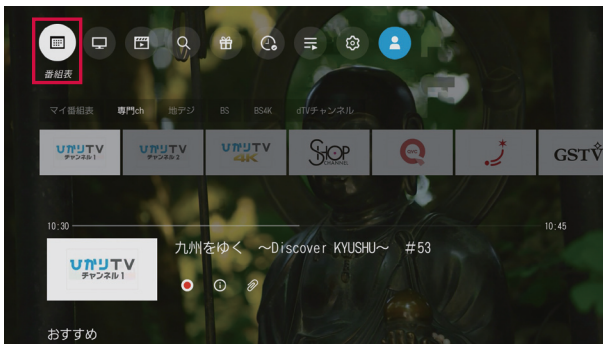 番組表
マイ番組表 専門ch 地デジ BS BS4K dTVチャンネル
ひかりTV チャンネル1 ひかりTV チャンネル2 ひかりTV 4K SHOP CHANNEL QVC J GSTV
10:30 10:45
九州をゆく ～Discover KYUSHU～ #53
ひかりTV
チャンネル1
おすすめ